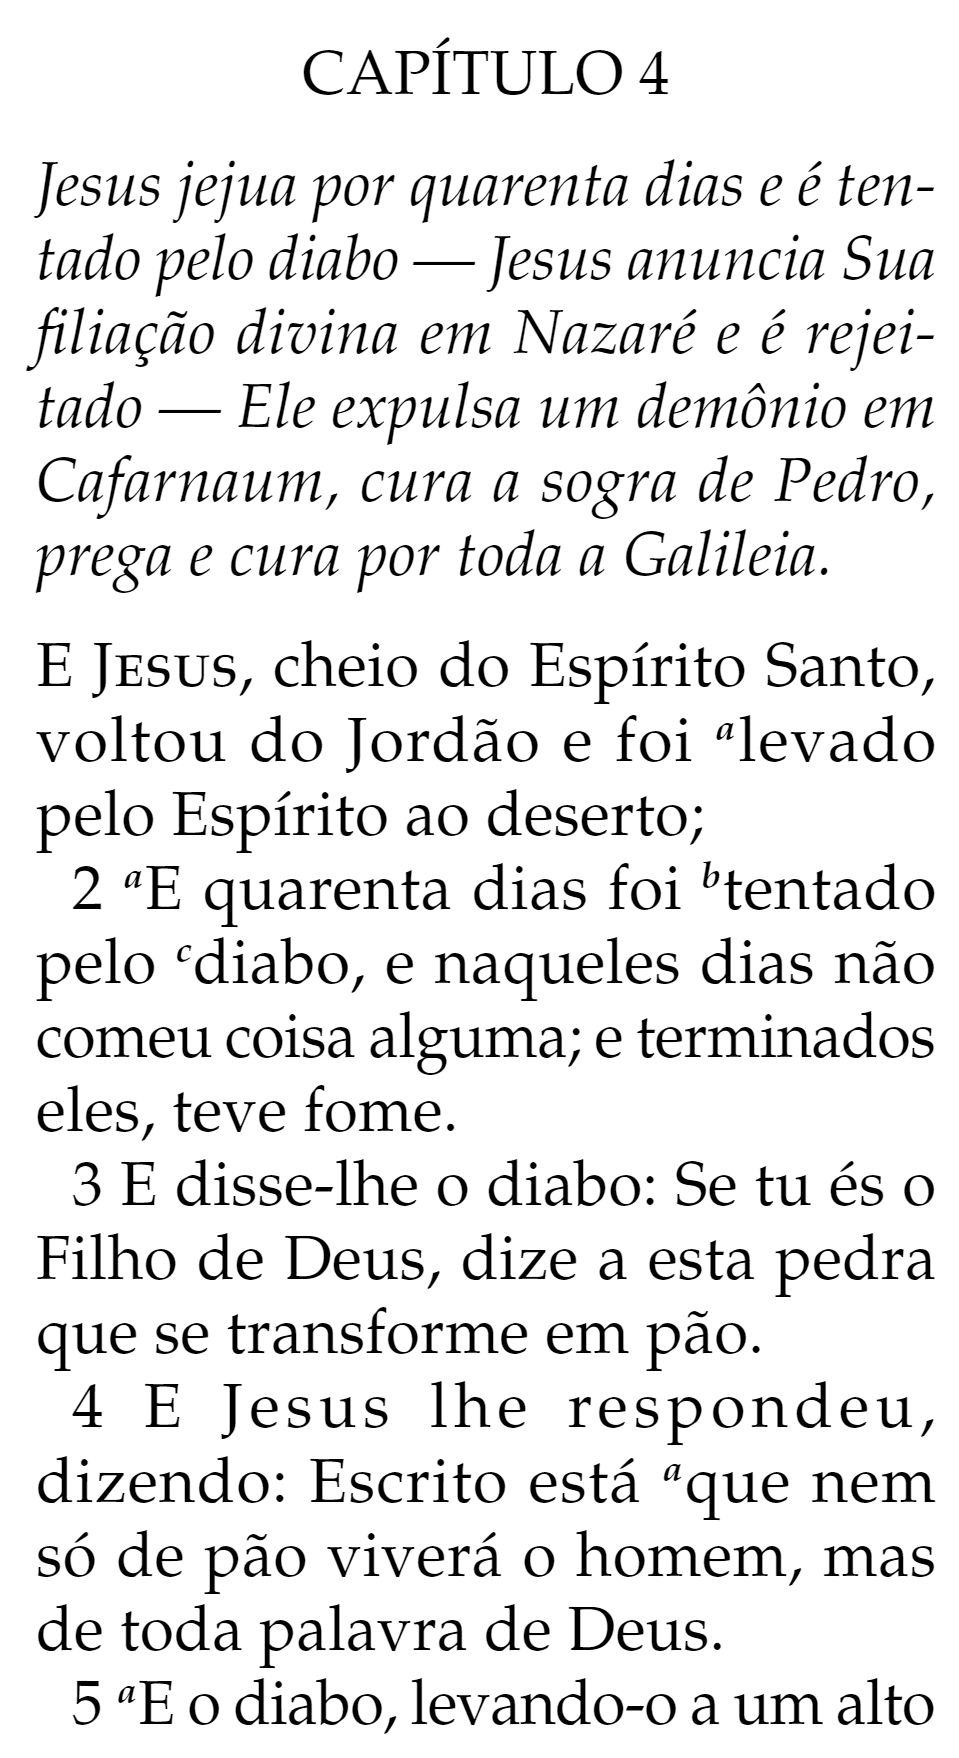 CAPÍTULO 4
Jesus jejua por quarenta dias e é ten-
tado pelo diabo — Jesus anuncia Sua
filiação divina em Nazaré e é rejei-
tado — Ele expulsa um demônio em
Cafarnaum, cura a sogra de Pedro,
prega e cura por toda a Galileia.
E Jesus, cheio do Espírito Santo,
voltou do Jordão e foi ᵃlevado
pelo Espírito ao deserto;
2 ᵃE quarenta dias foi ᵇtentado
pelo ᶜdiabo, e naqueles dias não
comeu coisa alguma; e terminados
eles, teve fome.
3 E disse-lhe o diabo: Se tu és o
Filho de Deus, dize a esta pedra
que se transforme em pão.
4 E Jesus lhe respondeu,
dizendo: Escrito está ᵃque nem
só de pão viverá o homem, mas
de toda palavra de Deus.
5 ᵃE o diabo, levando-o a um alto